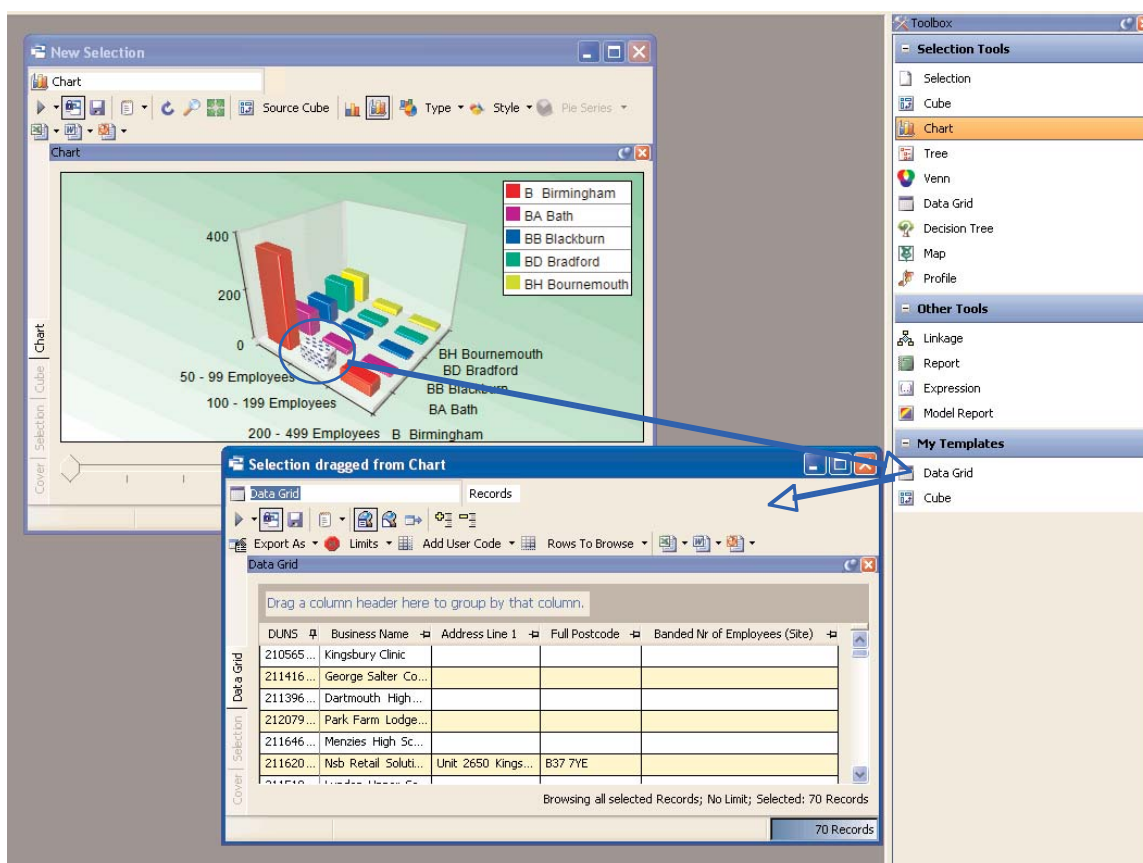 New Selection
Chart
Source Cube Type Style Pie Series
Chart
B Birmingham
BA Bath
BB Blackburn
BD Bradford
BH Bournemouth
400
200
0
50 - 99 Employees
100 - 199 Employees
200 - 499 Employees
B Birmingham
BA Bath
BB Blackburn
BD Bradford
BH Bournemouth
Chart
Cube
Selection
Cover
Selection dragged from Chart
Data Grid Records
Export As Limits Add User Code Rows To Browse
Data Grid
Drag a column header here to group by that column.
DUNS Business Name Address Line 1 Full Postcode Banded Nr of Employees (Site)
210565... Kingsbury Clinic
211416... George Salter Co...
211396... Dartmouth High...
212079... Park Farm Lodge...
211646... Menzies High Sc...
211620... Nsb Retail Soluti... Unit 2650 Kings... B37 7YE
Data Grid
Selection
Cover
Browsing all selected Records; No Limit; Selected: 70 Records
70 Records
Toolbox
Selection Tools
Selection
Cube
Chart
Tree
Venn
Data Grid
Decision Tree
Map
Profile
Other Tools
Linkage
Report
Expression
Model Report
My Templates
Data Grid
Cube